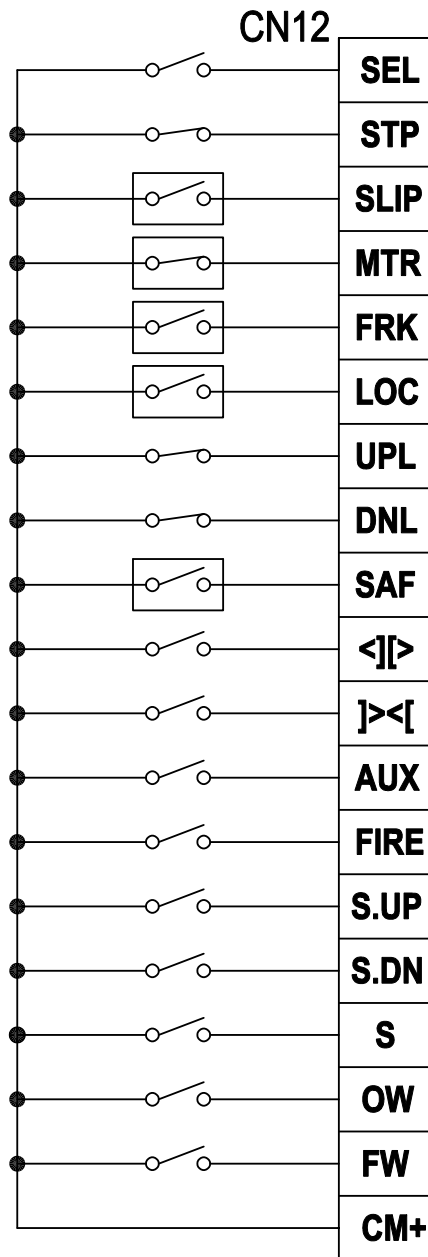 CN12
SEL
STP
SLIP
MTR
FRK
LOC
UPL
DNL
SAF
<][>
]><[
AUX
FIRE
S.UP
S.DN
S
OW
FW
CM+